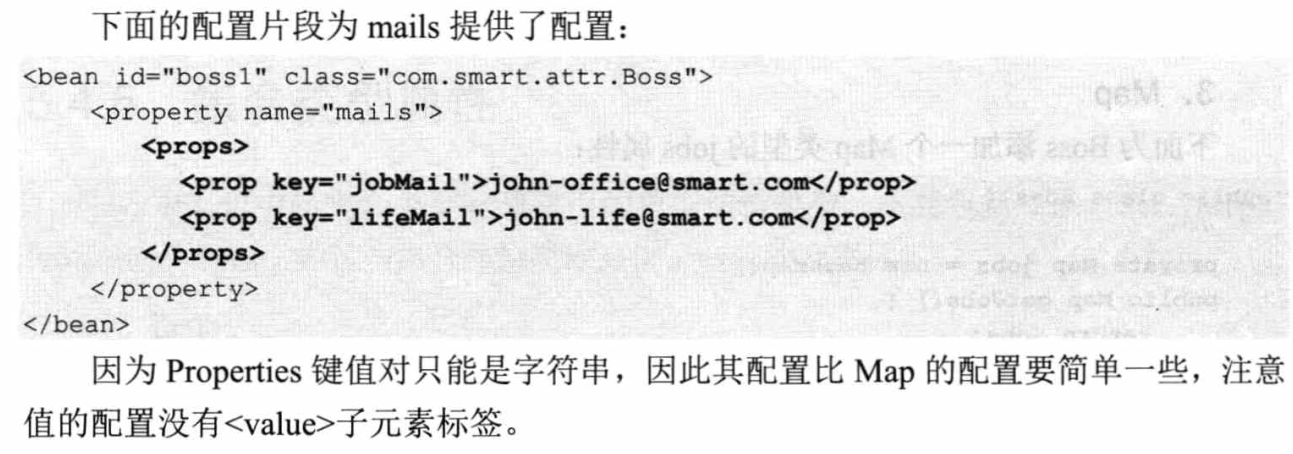 下面的配置片段为 mails 提供了配置：
<bean id="boss1" class="com.smart.attr.Boss">
<property name="mails">
<props>
<prop key="jobMail">john-office@smart.com</prop>
<prop key="lifeMail">john-life@smart.com</prop>
</props>
</property>
</bean>
因为 Properties 键值对只能是字符串，因此其配置比 Map 的配置要简单一些，注意
值的配置没有<value>子元素标签。